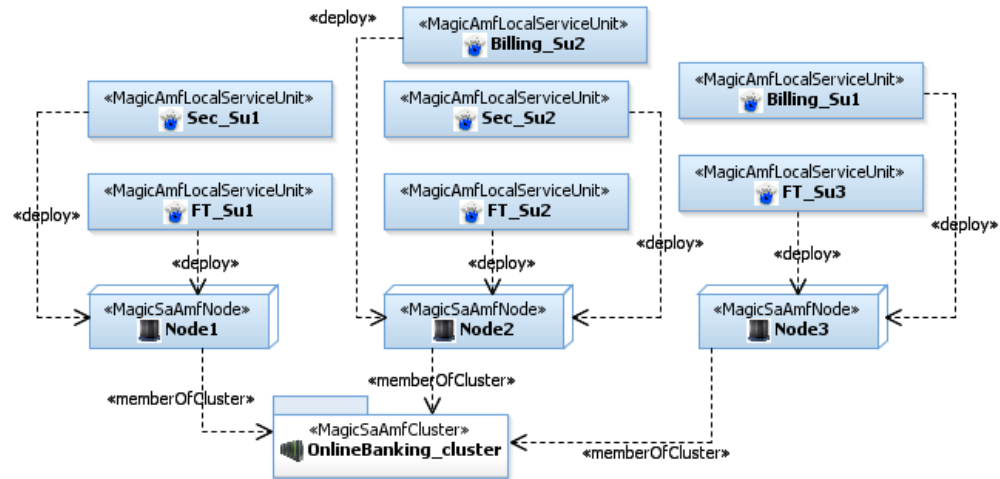 «deploy»
«MagicAmfLocalServiceUnit»
Billing_Su2
«MagicAmfLocalServiceUnit»
Sec_Su1
«MagicAmfLocalServiceUnit»
Sec_Su2
«MagicAmfLocalServiceUnit»
Billing_Su1
«MagicAmfLocalServiceUnit»
FT_Su1
«MagicAmfLocalServiceUnit»
FT_Su2
«MagicAmfLocalServiceUnit»
FT_Su3
«deploy»
«deploy»
«deploy»
«deploy»
«deploy»
«deploy»
«MagicSaAmfNode»
Node1
«MagicSaAmfNode»
Node2
«MagicSaAmfNode»
Node3
«memberOfCluster»
«memberOfCluster»
«MagicSaAmfCluster»
OnlineBanking_cluster
«memberOfCluster»